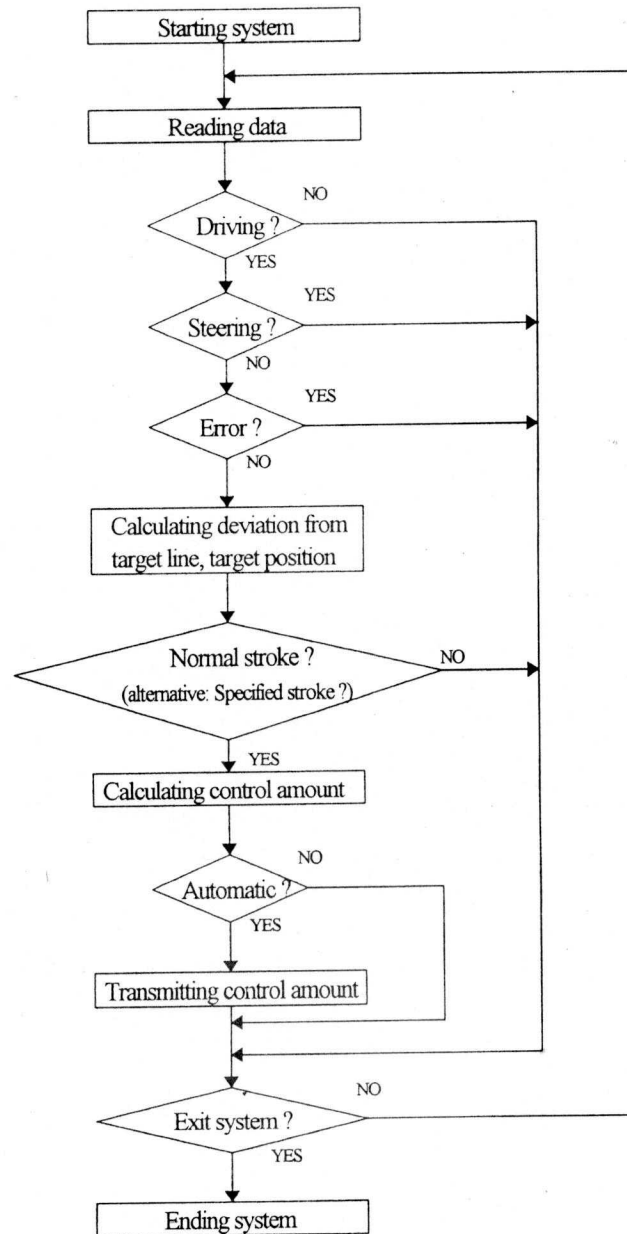 Starting system
Reading data
NO
Driving ?
YES
YES
Steering ?
NO
YES
Error ?
NO
Calculating deviation from
target line, target position
Normal stroke ?
NO
(alternative: Specified stroke ?)
YES
Calculating control amount
NO
Automatic ?
YES
Transmitting control amount
NO
Exit system ?
YES
Ending system